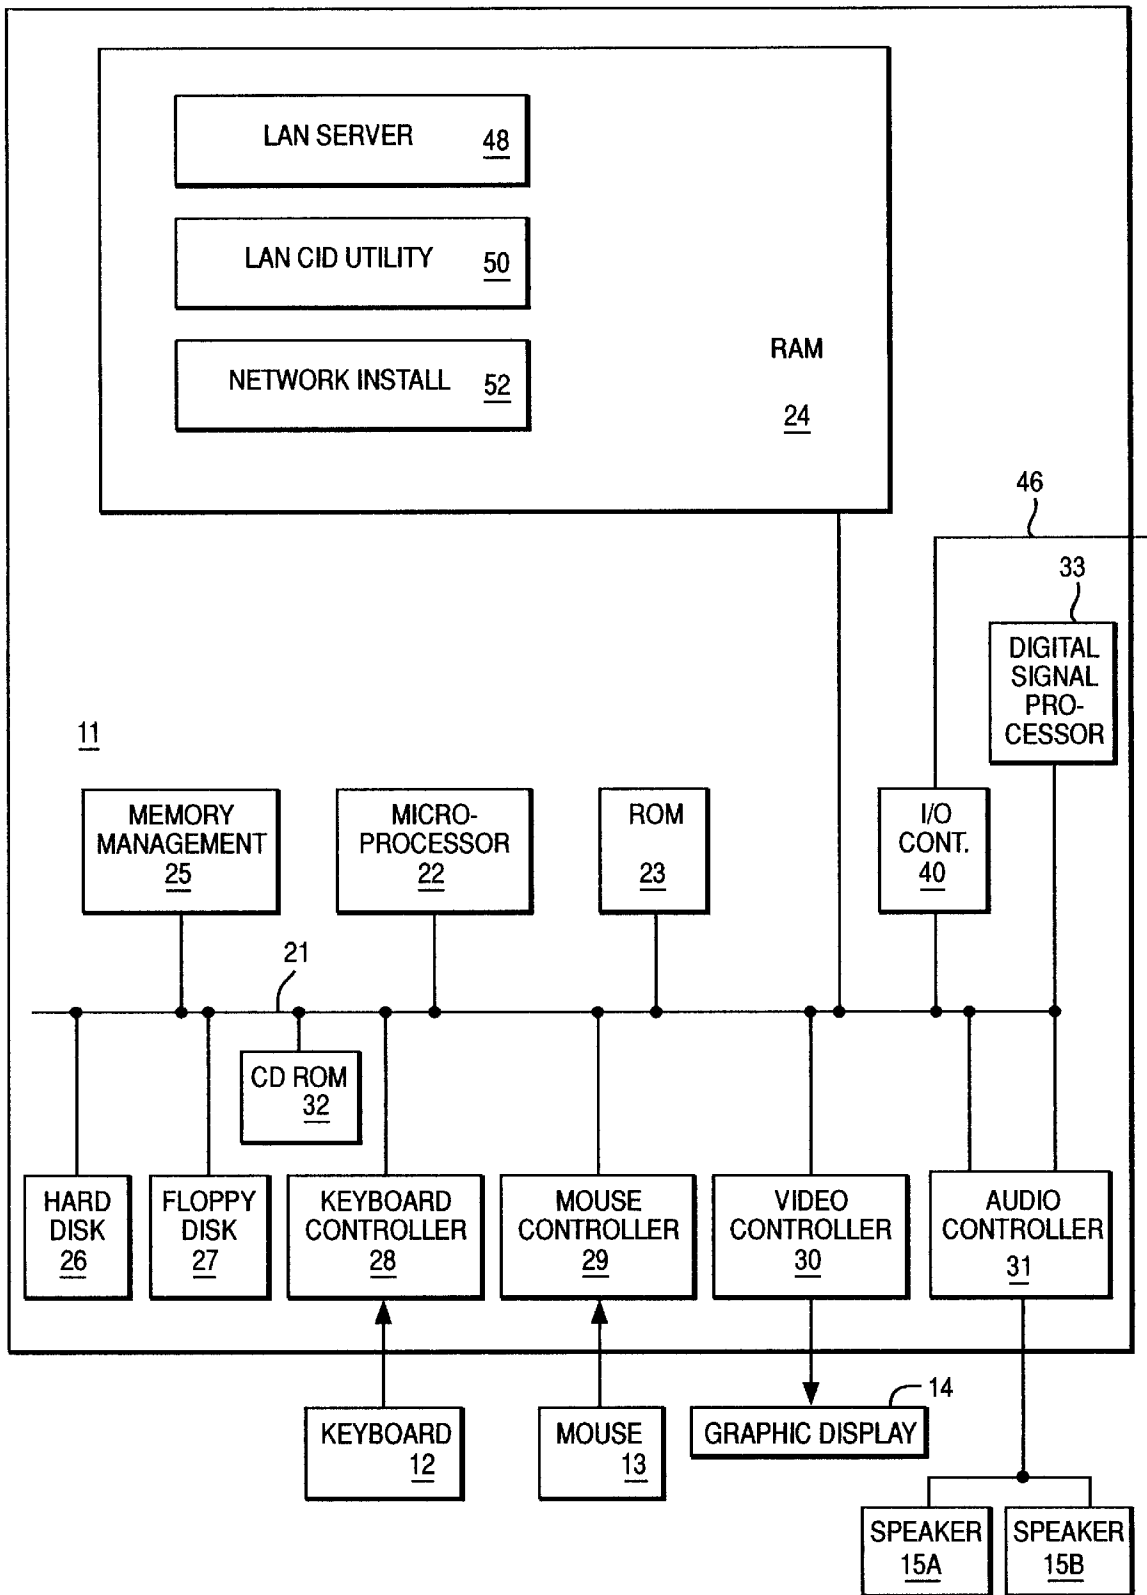 LAN SERVER 48
LAN CID UTILITY 50
NETWORK INSTALL 52
RAM
24
46
33
DIGITAL
SIGNAL
PRO-
CESSOR
11
MEMORY
MANAGEMENT
25
MICRO-
PROCESSOR
22
ROM
23
I/O
CONT.
40
21
CD ROM
32
HARD
DISK
26
FLOPPY
DISK
27
KEYBOARD
CONTROLLER
28
MOUSE
CONTROLLER
29
VIDEO
CONTROLLER
30
AUDIO
CONTROLLER
31
KEYBOARD
12
MOUSE
13
14
GRAPHIC DISPLAY
SPEAKER
15A
SPEAKER
15B